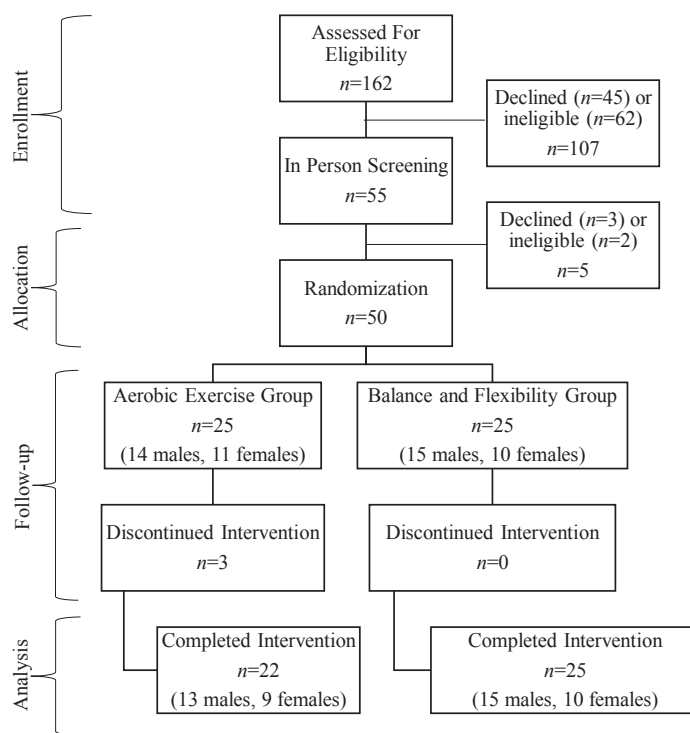 Enrollment
Assessed For
Eligibility
n=162
Declined (n=45) or
ineligible (n=62)
n=107
In Person Screening
n=55
Allocation
Declined (n=3) or
ineligible (n=2)
n=5
Randomization
n=50
Follow-up
Aerobic Exercise Group
n=25
(14 males, 11 females)
Balance and Flexibility Group
n=25
(15 males, 10 females)
Discontinued Intervention
n=3
Discontinued Intervention
n=0
Analysis
Completed Intervention
n=22
(13 males, 9 females)
Completed Intervention
n=25
(15 males, 10 females)